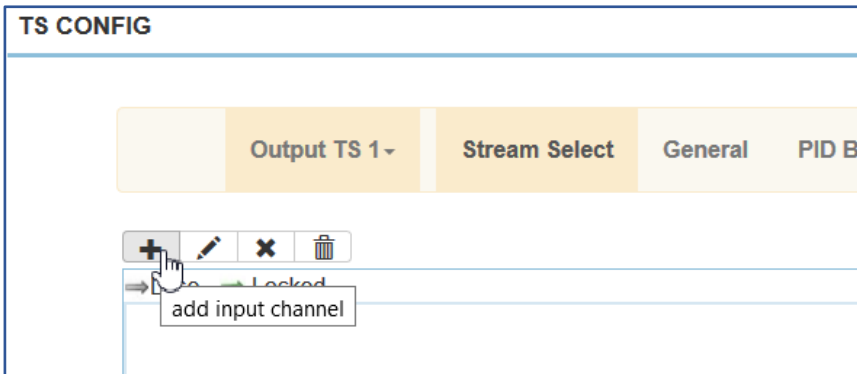 TS CONFIG
Output TS 1 Stream Select General PID B
Locked
add input channel